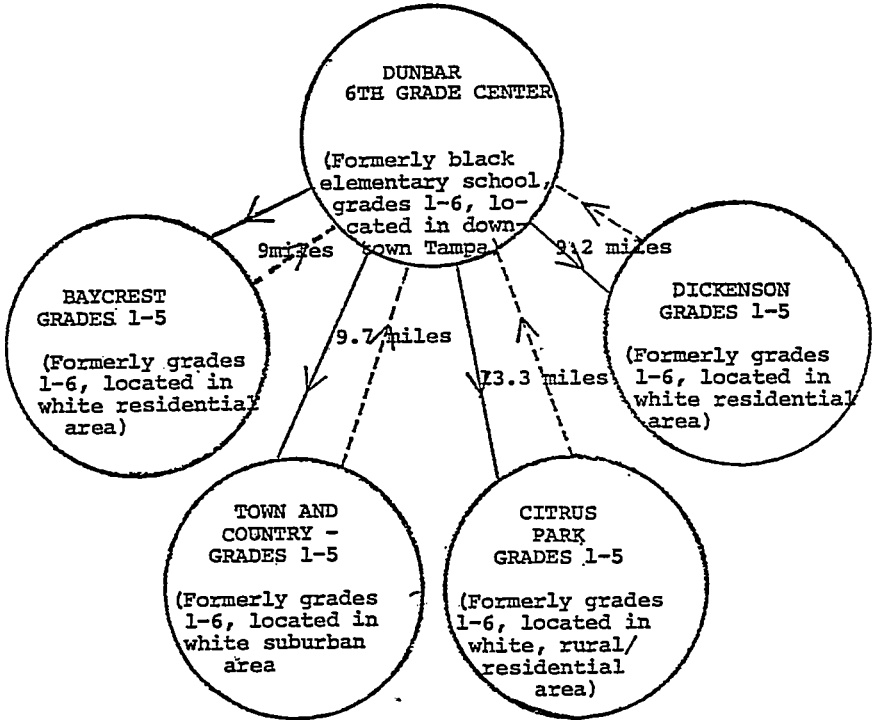 DUNBAR
6TH GRADE CENTER
(Formerly black
elementary school,
grades 1-6, lo-
cated in down-
town Tampa)
9miles
9.2 miles
BAYCREST
GRADES 1-5
(Formerly grades
1-6, located in
white residential
area)
DICKENSON
GRADES 1-5
(Formerly grades
1-6, located in
white residential
area)
9.7 miles
13.3 miles
TOWN AND
COUNTRY -
GRADES 1-5
(Formerly grades
1-6, located in
white suburban
area
CITRUS
PARK
GRADES 1-5
(Formerly grades
1-6, located in
white, rural/
residential
area)